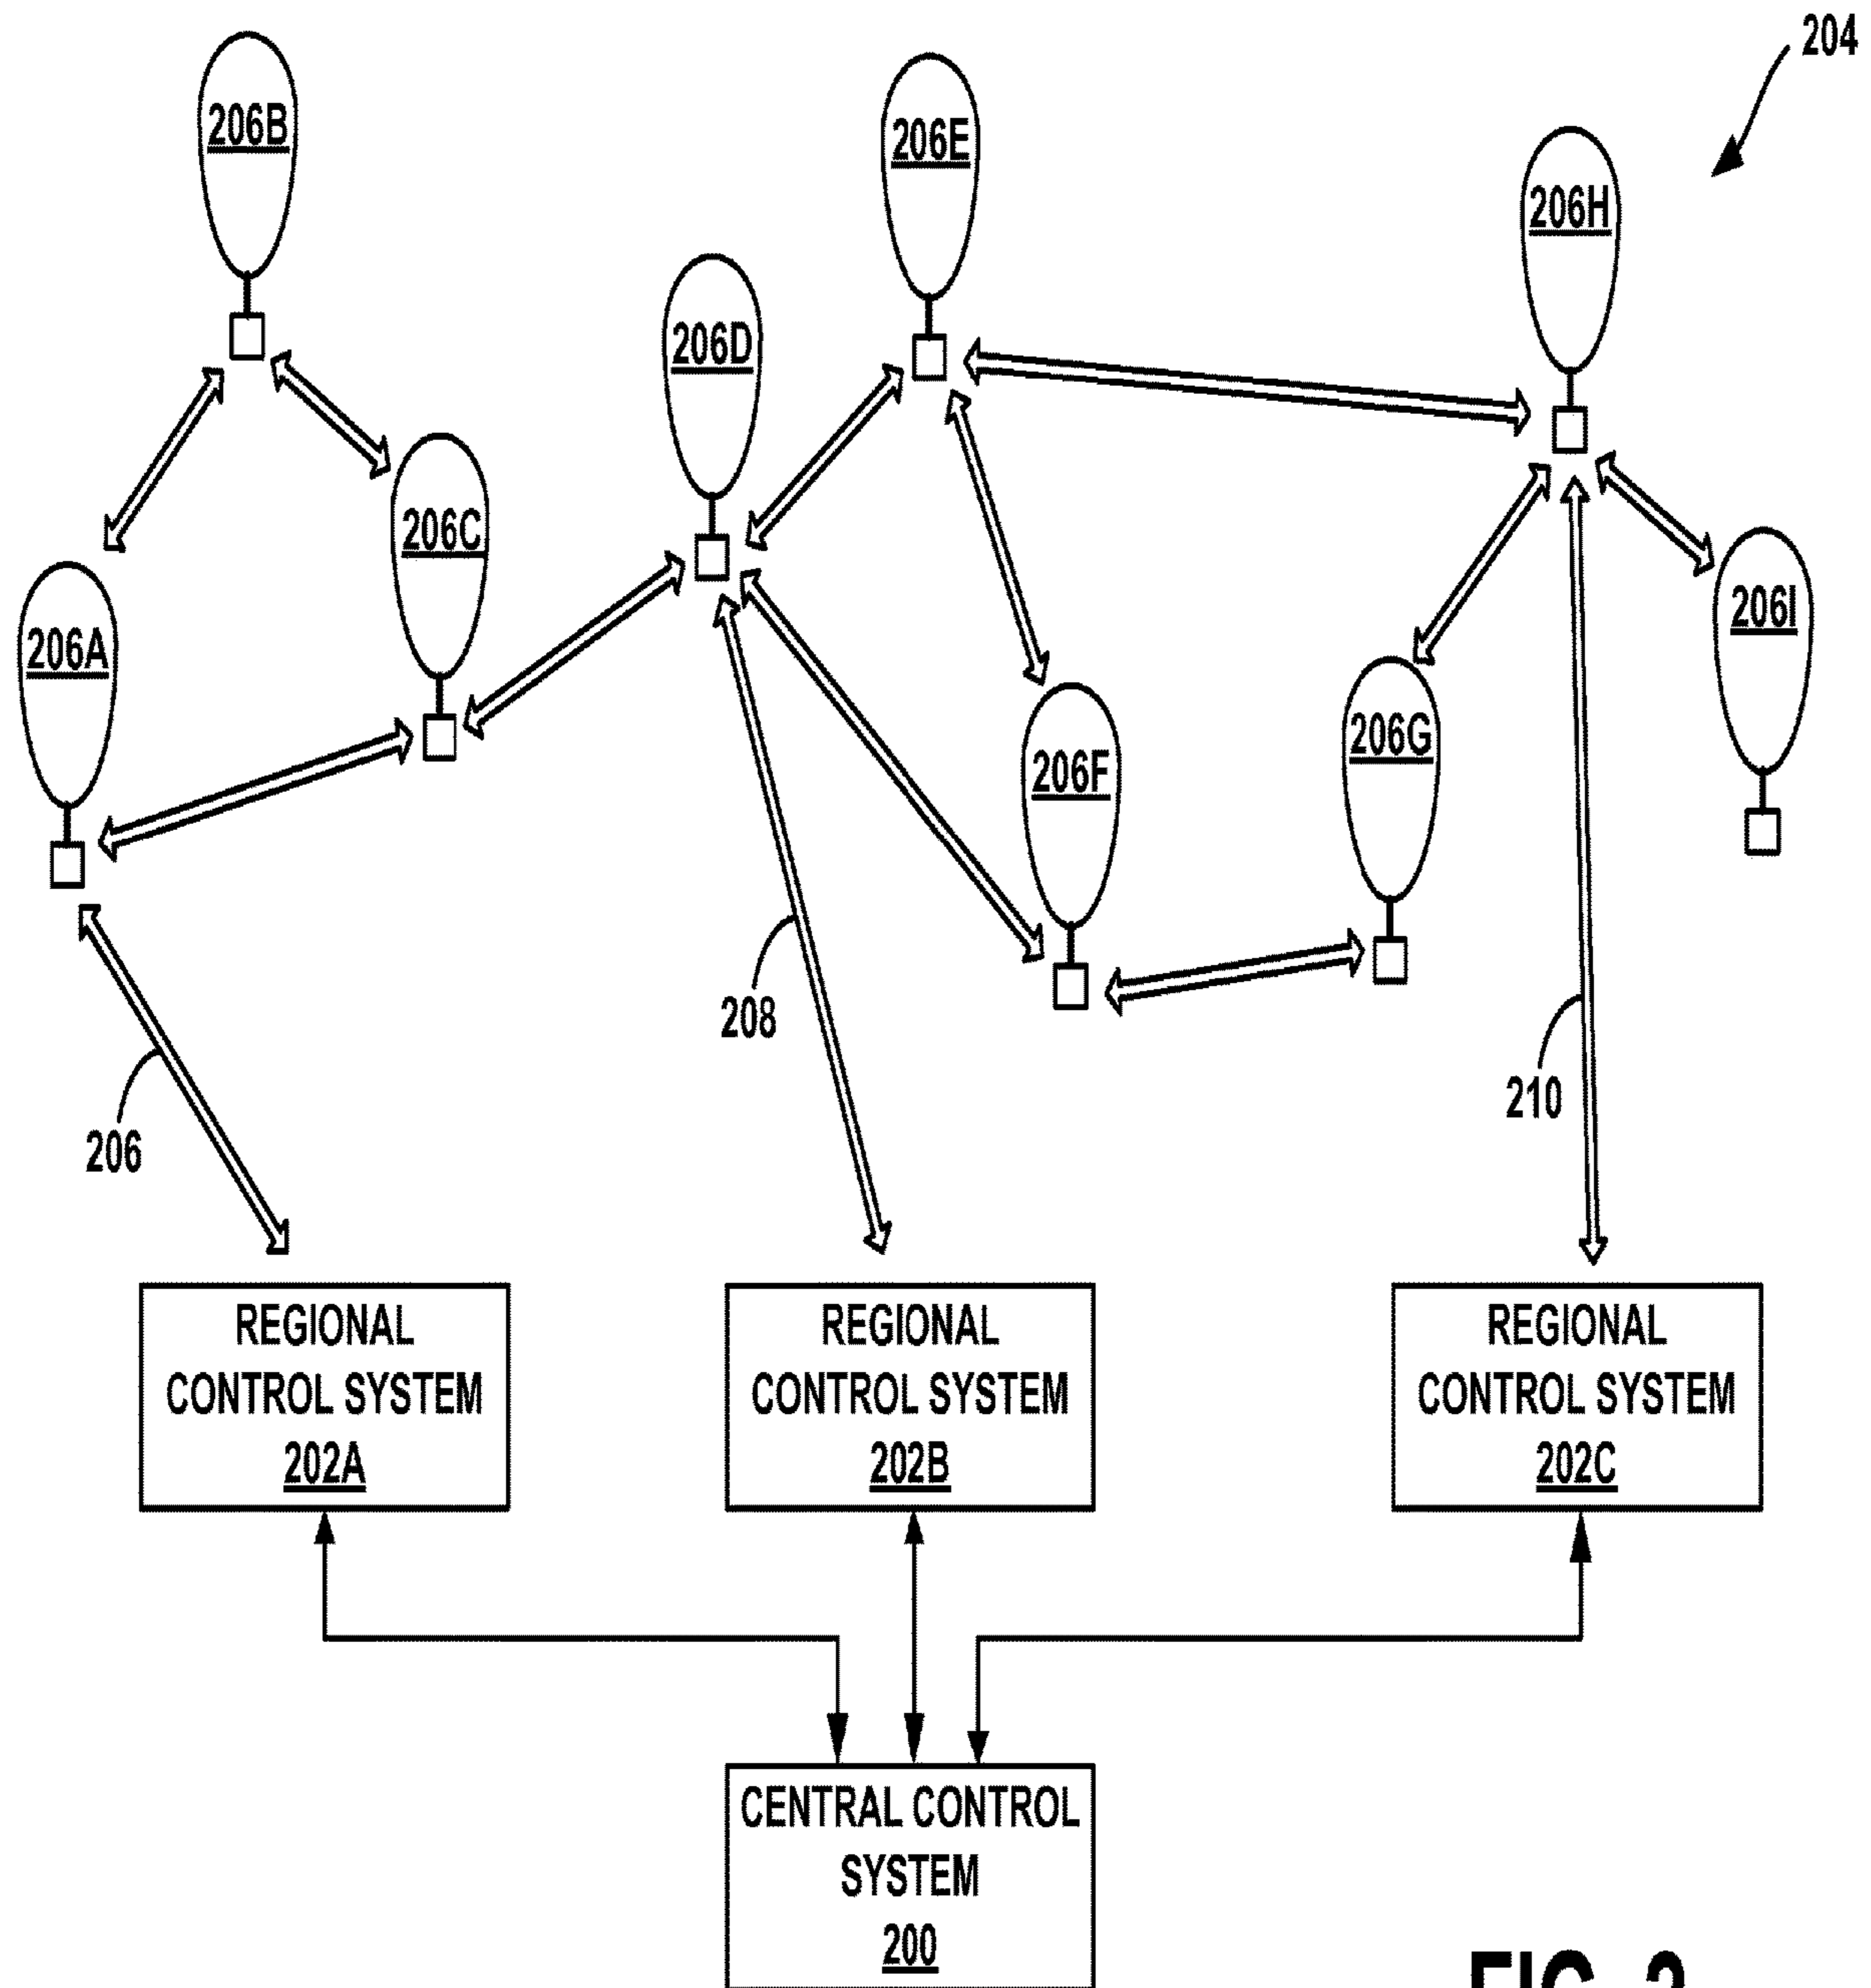 204
206B
206E
206H
206D
206C
206I
206A
206G
206F
208
210
206
REGIONAL
CONTROL SYSTEM
202A
REGIONAL
CONTROL SYSTEM
202B
REGIONAL
CONTROL SYSTEM
202C
CENTRAL CONTROL
SYSTEM
200